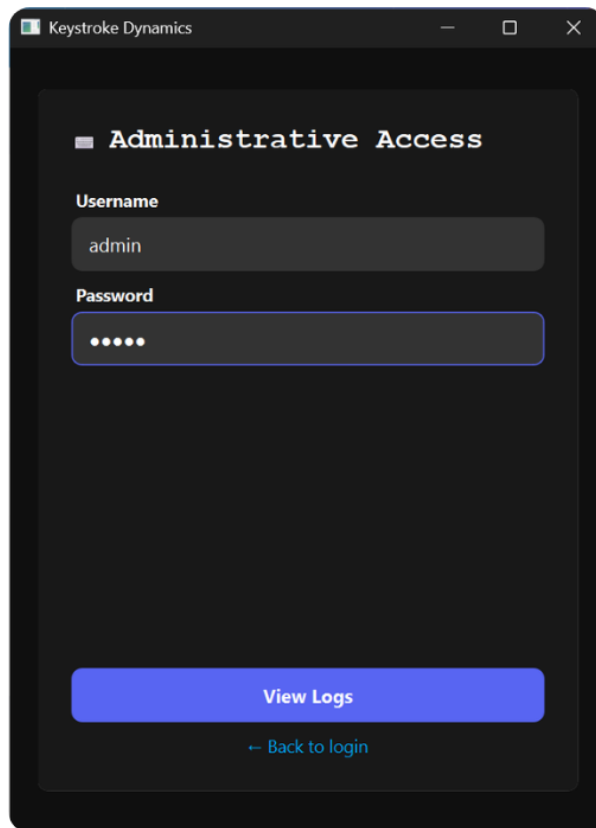 Keystroke Dynamics
Administrative Access
Username
admin
Password
●●●●●
View Logs
← Back to login